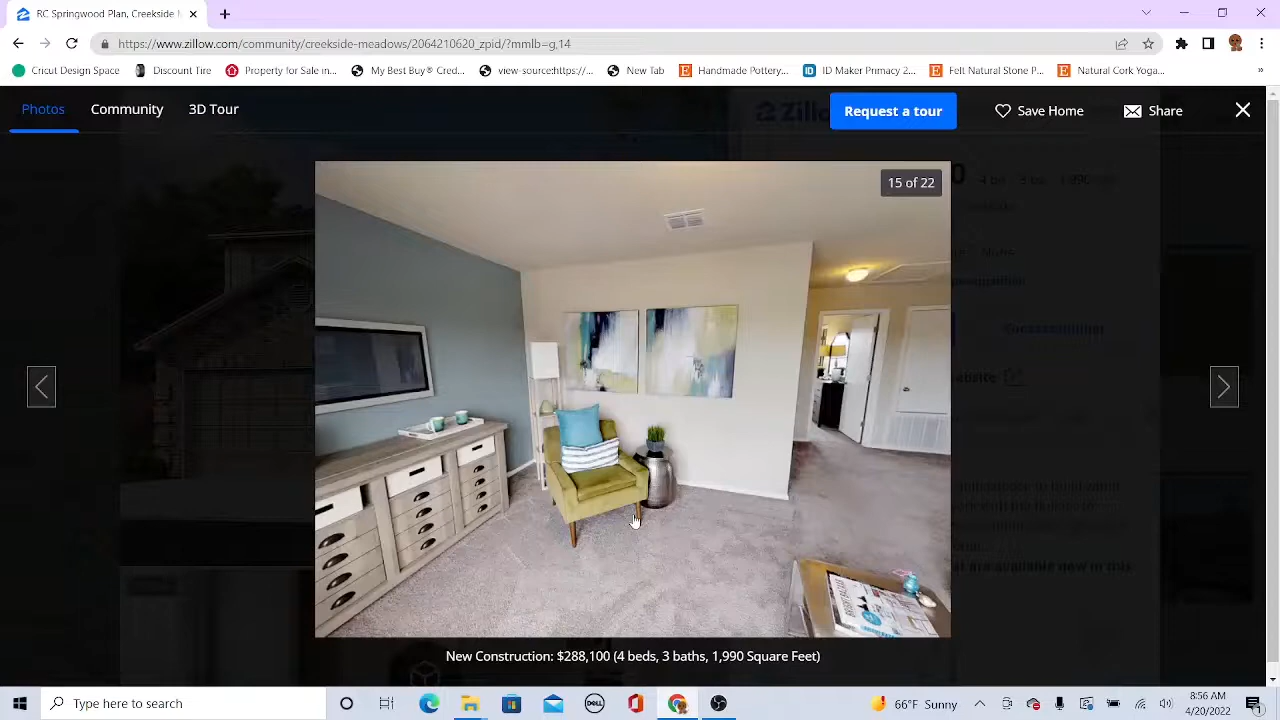 RC Springwood Plan, Creekside
https://www.zillow.com/community/creekside-meadows/2064210620_zpid/?mmlb=g,14
Cricut Design Space
Discount Tire
Property for Sale in...
My Best Buy® Cre...
view-source:https://...
New Tab
Handmade Pottery...
ID Maker Primacy 2...
Felt Natural Stone P...
Natural Cork Yoga...
»
Photos
Community
3D Tour
Request a tour
Save Home
Share
15 of 22
New Construction: $288,100 (4 beds, 3 baths, 1,990 Square Feet)
Type here to search
DELL
66°F Sunny
8:56 AM
4/20/2022